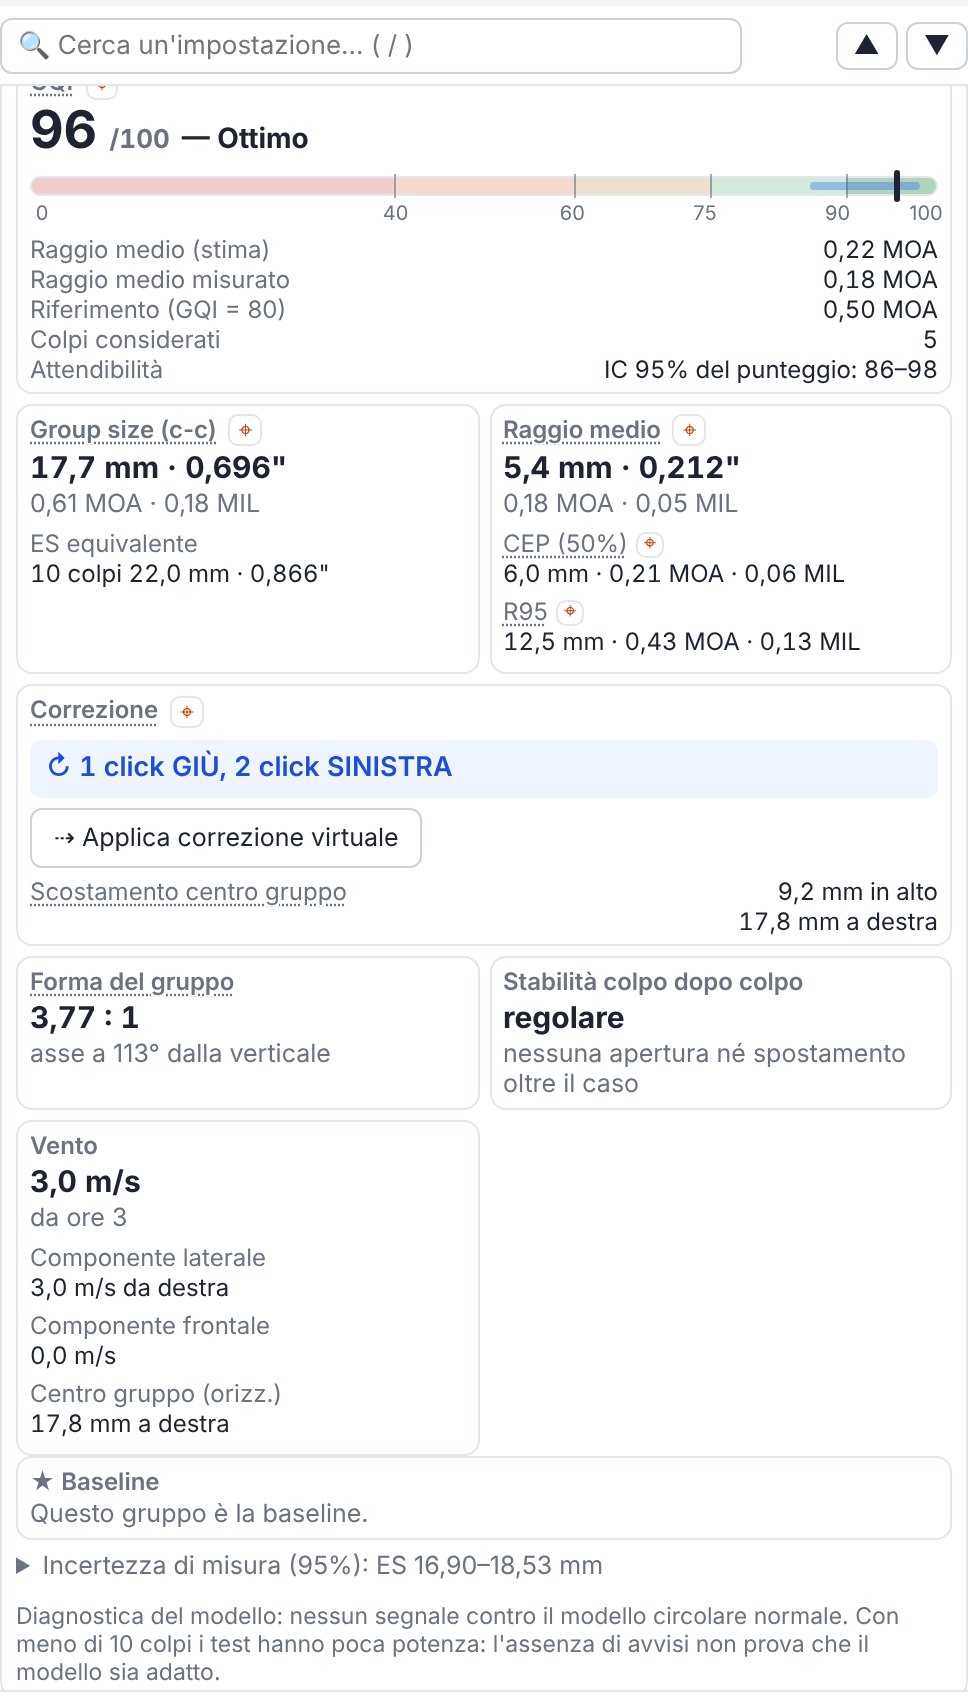 🔍 Cerca un'impostazione... ( / )
▲ ▼
GQI
96 /100 — Ottimo
0 40 60 75 90 100
Raggio medio (stima) 0,22 MOA
Raggio medio misurato 0,18 MOA
Riferimento (GQI = 80) 0,50 MOA
Colpi considerati 5
Attendibilità IC 95% del punteggio: 86–98
Group size (c-c)
17,7 mm · 0,696"
0,61 MOA · 0,18 MIL
ES equivalente
10 colpi 22,0 mm · 0,866"
Raggio medio
5,4 mm · 0,212"
0,18 MOA · 0,05 MIL
CEP (50%)
6,0 mm · 0,21 MOA · 0,06 MIL
R95
12,5 mm · 0,43 MOA · 0,13 MIL
Correzione
↻ 1 click GIÙ, 2 click SINISTRA
⇢ Applica correzione virtuale
Scostamento centro gruppo 9,2 mm in alto
17,8 mm a destra
Forma del gruppo
3,77 : 1
asse a 113° dalla verticale
Stabilità colpo dopo colpo
regolare
nessuna apertura né spostamento
oltre il caso
Vento
3,0 m/s
da ore 3
Componente laterale
3,0 m/s da destra
Componente frontale
0,0 m/s
Centro gruppo (orizz.)
17,8 mm a destra
★ Baseline
Questo gruppo è la baseline.
▶ Incertezza di misura (95%): ES 16,90–18,53 mm
Diagnostica del modello: nessun segnale contro il modello circolare normale. Con
meno di 10 colpi i test hanno poca potenza: l'assenza di avvisi non prova che il
modello sia adatto.